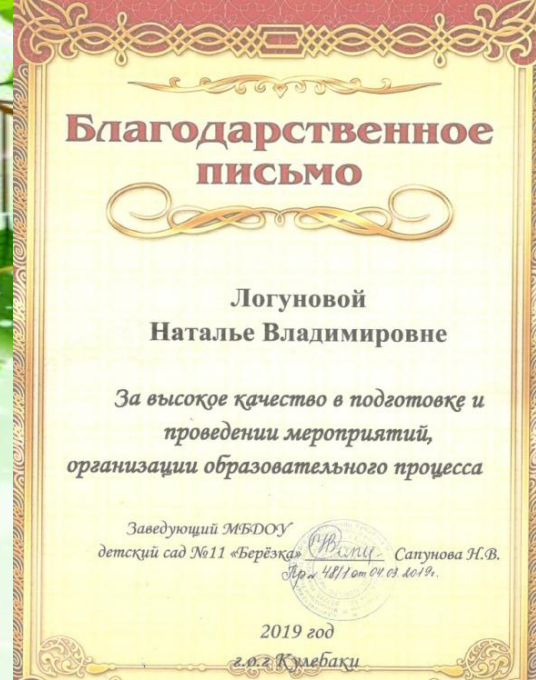 Благодарственное
письмо
Логуновой
Наталье Владимировне
За высокое качество в подготовке и
проведении мероприятий,
организации образовательного процесса
Заведующий МБДОУ
детский сад №11 «Берёзка» Сапунова Н.В.
Пр. № 48/1 от 04.03.2019г.
2019 год
г.о.г Кулебаки